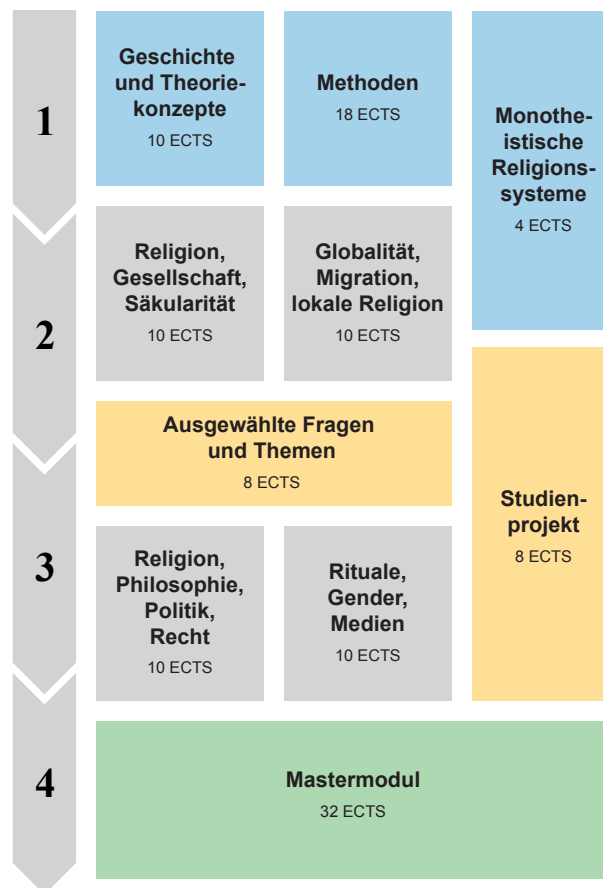 1
Geschichte
und Theorie-
konzepte
10 ECTS
Methoden
18 ECTS
Monothe-
istische
Religions-
systeme
4 ECTS
2
Religion,
Gesellschaft,
Säkularität
10 ECTS
Globalität,
Migration,
lokale Religion
10 ECTS
Ausgewählte Fragen
und Themen
8 ECTS
Studien-
projekt
8 ECTS
3
Religion,
Philosophie,
Politik,
Recht
10 ECTS
Rituale,
Gender,
Medien
10 ECTS
4
Mastermodul
32 ECTS